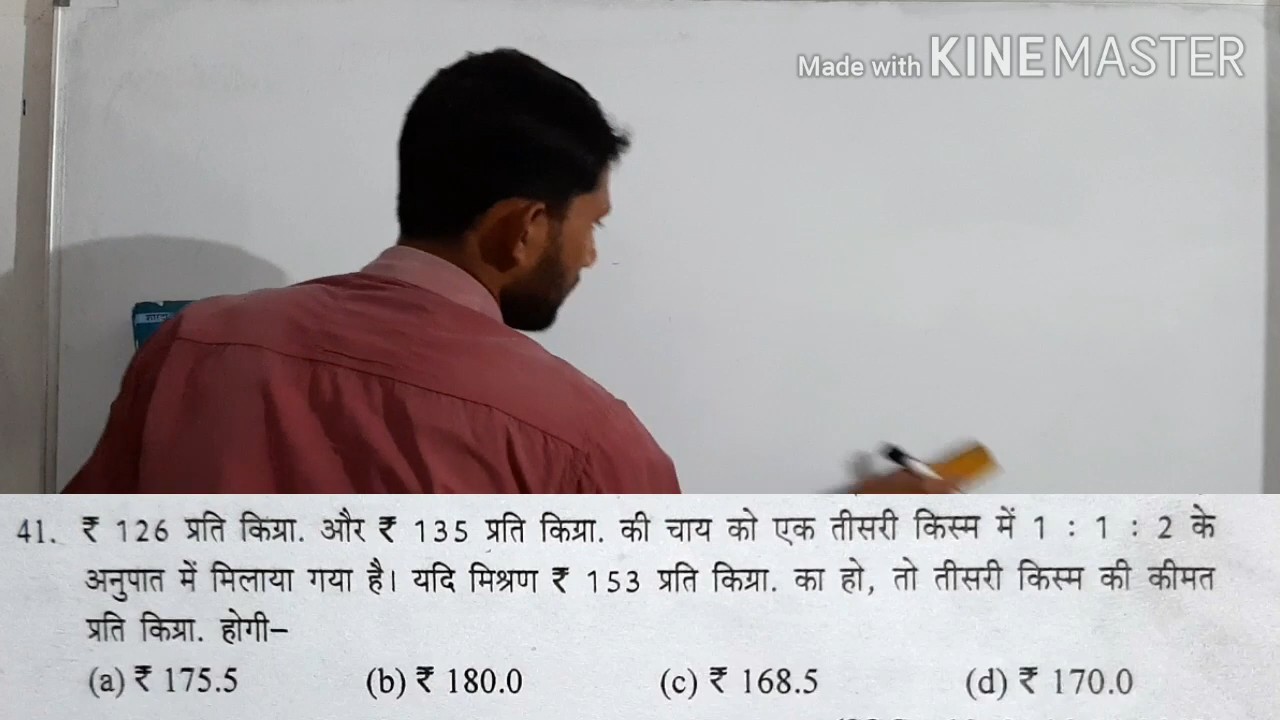 Made with KINEMASTER
41. ₹ 126 प्रति किग्रा. और ₹ 135 प्रति किग्रा. की चाय को एक तीसरी किस्म में 1 : 1 : 2 के
अनुपात में मिलाया गया है। यदि मिश्रण ₹ 153 प्रति किग्रा. का हो, तो तीसरी किस्म की कीमत
प्रति किग्रा. होगी–
(a) ₹ 175.5 (b) ₹ 180.0 (c) ₹ 168.5 (d) ₹ 170.0